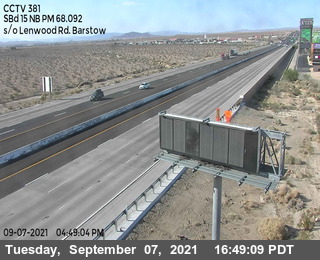 CCTV 381
SBd 15 NB PM 68.092
s/o Lenwood Rd. Barstow
09-07-2021 04:49:04 PM
Tuesday, September 07, 2021 16:49:09 PDT